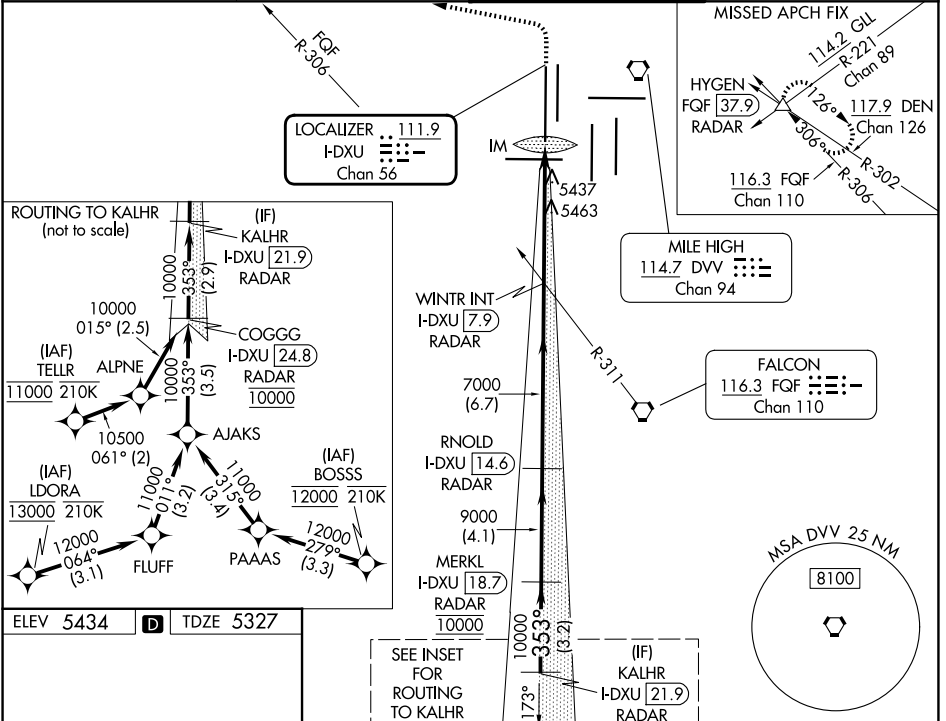 FQF
R-306
LOCALIZER 111.9
I-DXU
Chan 56
IM
5437
5463
MISSED APCH FIX
114.2 GLL
R-221
Chan 89
HYGEN
FQF 37.9
RADAR
126°
306°
117.9 DEN
Chan 126
R-302
R-306
116.3 FQF
Chan 110
MILE HIGH
114.7 DVV
Chan 94
ROUTING TO KALHR
(not to scale)
(IF)
KALHR
I-DXU 21.9
RADAR
10000
353°
(2.9)
10000
015° (2.5)
COGGG
I-DXU 24.8
RADAR
10000
(IAF)
TELLR
11000 210K
ALPNE
10000
353°
(3.5)
10500
061° (2)
AJAKS
(IAF)
LDORA
13000 210K
11000
011°
(3.2)
11000
315°
(3.4)
(IAF)
BOSSS
12000 210K
12000
064°
(3.1)
FLUFF
PAAAS
12000
279°
(3.3)
WINTR INT
I-DXU 7.9
RADAR
R-311
FALCON
116.3 FQF
Chan 110
7000
(6.7)
RNOLD
I-DXU 14.6
RADAR
9000
(4.1)
MERKL
I-DXU 18.7
RADAR
10000
10000
353°
(3.2)
MSA DVV 25 NM
8100
ELEV 5434 D TDZE 5327
SEE INSET
FOR
ROUTING
TO KALHR
173°
(IF)
KALHR
I-DXU 21.9
RADAR